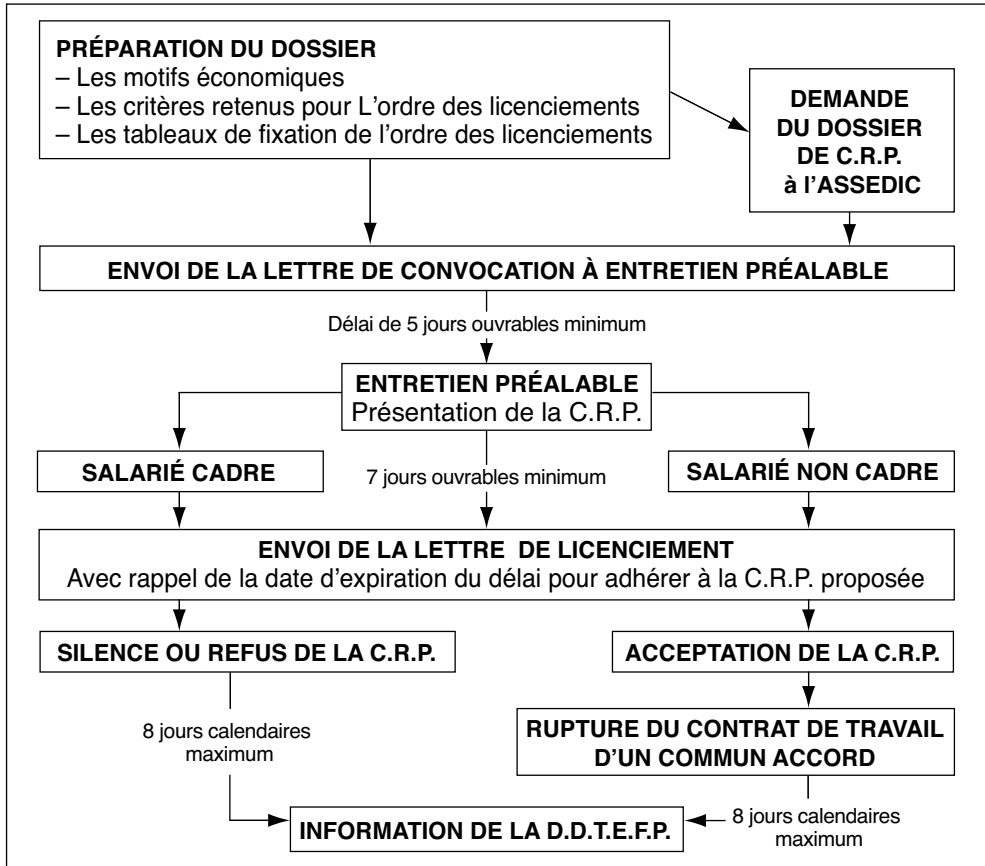 PRÉPARATION DU DOSSIER
– Les motifs économiques
– Les critères retenus pour L'ordre des licenciements
– Les tableaux de fixation de l'ordre des licenciements
DEMANDE
DU DOSSIER
DE C.R.P.
à l'ASSEDIC
ENVOI DE LA LETTRE DE CONVOCATION À ENTRETIEN PRÉALABLE
Délai de 5 jours ouvrables minimum
ENTRETIEN PRÉALABLE
Présentation de la C.R.P.
SALARIÉ CADRE
7 jours ouvrables minimum
SALARIÉ NON CADRE
ENVOI DE LA LETTRE DE LICENCIEMENT
Avec rappel de la date d'expiration du délai pour adhérer à la C.R.P. proposée
SILENCE OU REFUS DE LA C.R.P.
ACCEPTATION DE LA C.R.P.
8 jours calendaires
maximum
RUPTURE DU CONTRAT DE TRAVAIL
D'UN COMMUN ACCORD
INFORMATION DE LA D.D.T.E.F.P.
8 jours calendaires
maximum